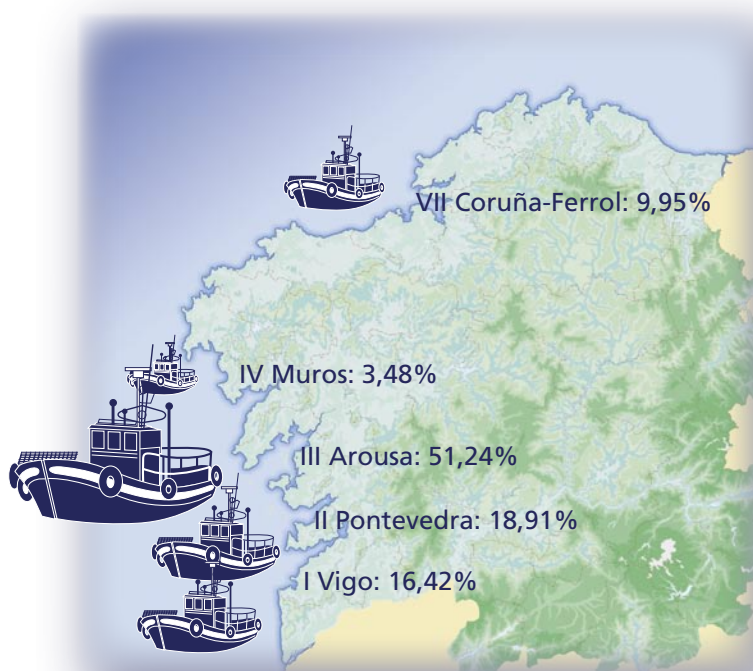 VII Coruña-Ferrol: 9,95%
IV Muros: 3,48%
III Arousa: 51,24%
II Pontevedra: 18,91%
I Vigo: 16,42%